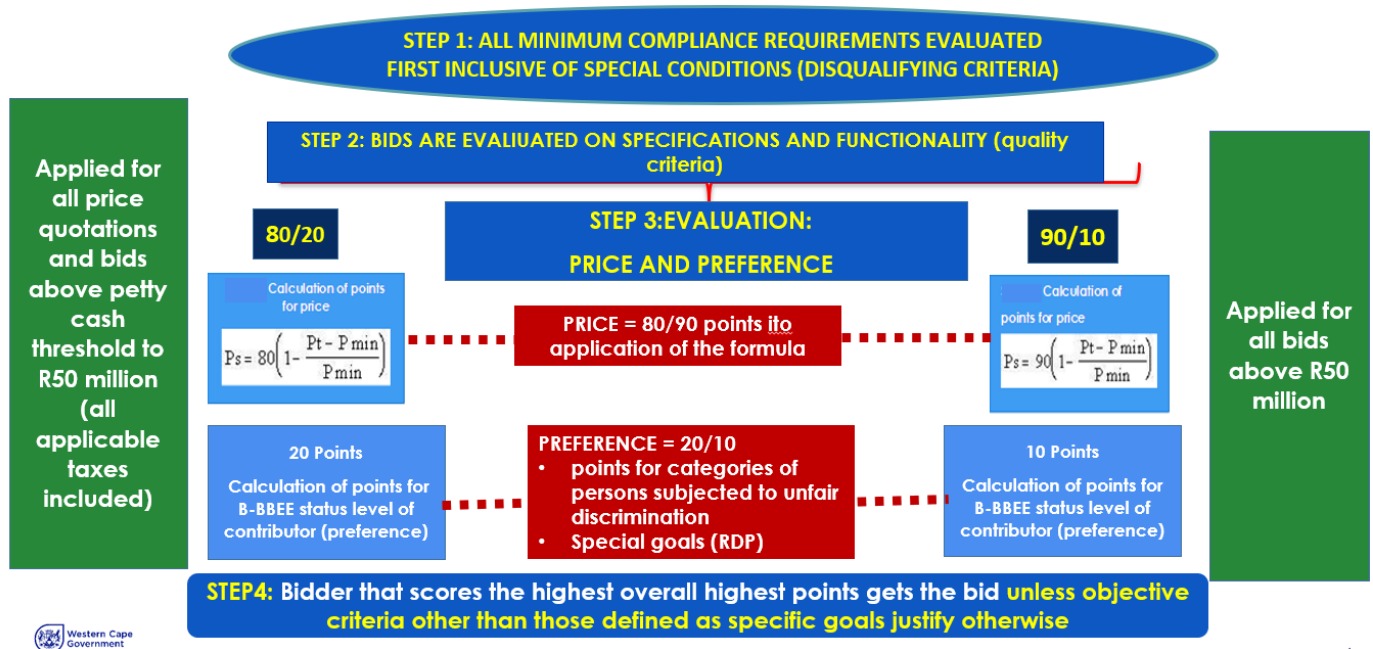 STEP 1: ALL MINIMUM COMPLIANCE REQUIREMENTS EVALUATED
FIRST INCLUSIVE OF SPECIAL CONDITIONS (DISQUALIFYING CRITERIA)
Applied for
all price
quotations
and bids
above petty
cash
threshold to
R50 million
(all
applicable
taxes
included)
STEP 2: BIDS ARE EVALIUATED ON SPECIFICATIONS AND FUNCTIONALITY (quality
criteria)
80/20
STEP 3:EVALUATION:
PRICE AND PREFERENCE
90/10
Calculation of points
for price
Ps = 80(1- Pt - P min / P min)
PRICE = 80/90 points ito
application of the formula
Calculation of
points for price
Ps = 90(1- Pt - P min / P min)
20 Points
Calculation of points for
B-BBEE status level of
contributor (preference)
PREFERENCE = 20/10
• points for categories of
persons subjected to unfair
discrimination
• Special goals (RDP)
10 Points
Calculation of points for
B-BBEE status level of
contributor (preference)
Applied for
all bids
above R50
million
STEP4: Bidder that scores the highest overall highest points gets the bid unless objective
criteria other than those defined as specific goals justify otherwise
Western Cape
Government